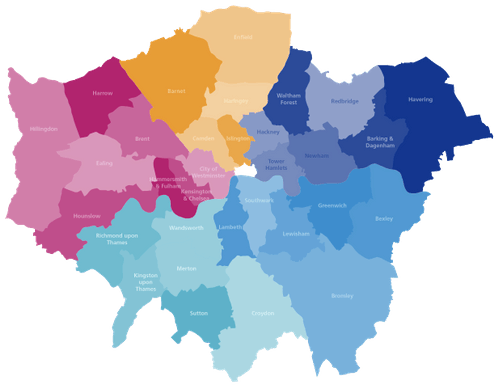 Enfield
Harrow
Barnet
Haringey
Waltham
Forest
Redbridge
Havering
Hillingdon
Brent
Camden
Islington
Hackney
Barking &
Dagenham
Ealing
City of
Westminster
Tower
Hamlets
Newham
Hammersmith
& Fulham
Kensington
& Chelsea
Hounslow
Richmond upon
Thames
Wandsworth
Lambeth
Southwark
Lewisham
Greenwich
Bexley
Kingston
upon
Thames
Merton
Sutton
Croydon
Bromley